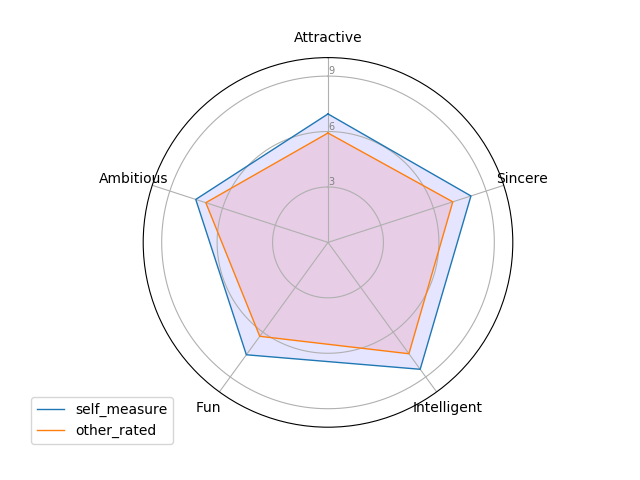 Attractive
9
6
3
Ambitious
Sincere
Fun
Intelligent
self_measure
other_rated